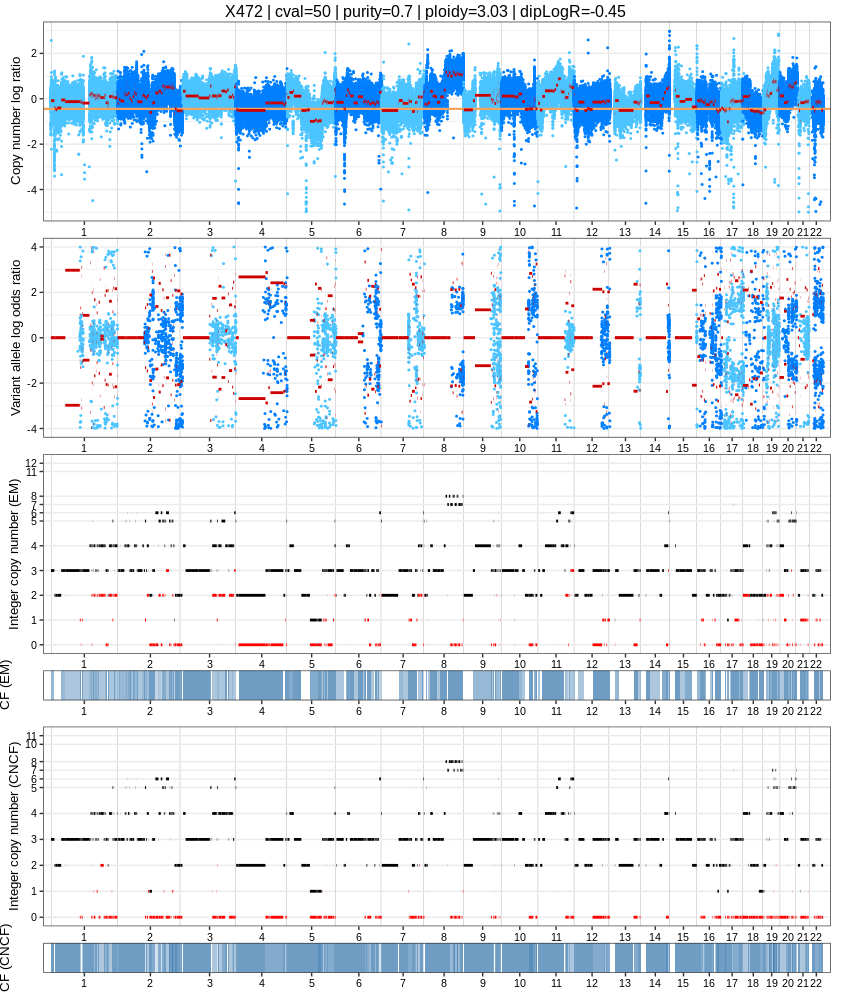 X472 | cval=50 | purity=0.7 | ploidy=3.03 | dipLogR=-0.45
Copy number log ratio
2
0
-2
-4
1 2 3 4 5 6 7 8 9 10 11 12 13 14 15 16 17 18 19 20 21 22
Variant allele log odds ratio
4
2
0
-2
-4
1 2 3 4 5 6 7 8 9 10 11 12 13 14 15 16 17 18 19 20 21 22
Integer copy number (EM)
12
11
8
7
6
5
4
3
2
1
0
1 2 3 4 5 6 7 8 9 10 11 12 13 14 15 16 17 18 19 20 21 22
CF (EM)
1 2 3 4 5 6 7 8 9 10 11 12 13 14 15 16 17 18 19 20 21 22
Integer copy number (CNCF)
11
10
8
7
6
5
4
3
2
1
0
1 2 3 4 5 6 7 8 9 10 11 12 13 14 15 16 17 18 19 20 21 22
CF (CNCF)
1 2 3 4 5 6 7 8 9 10 11 12 13 14 15 16 17 18 19 20 21 22